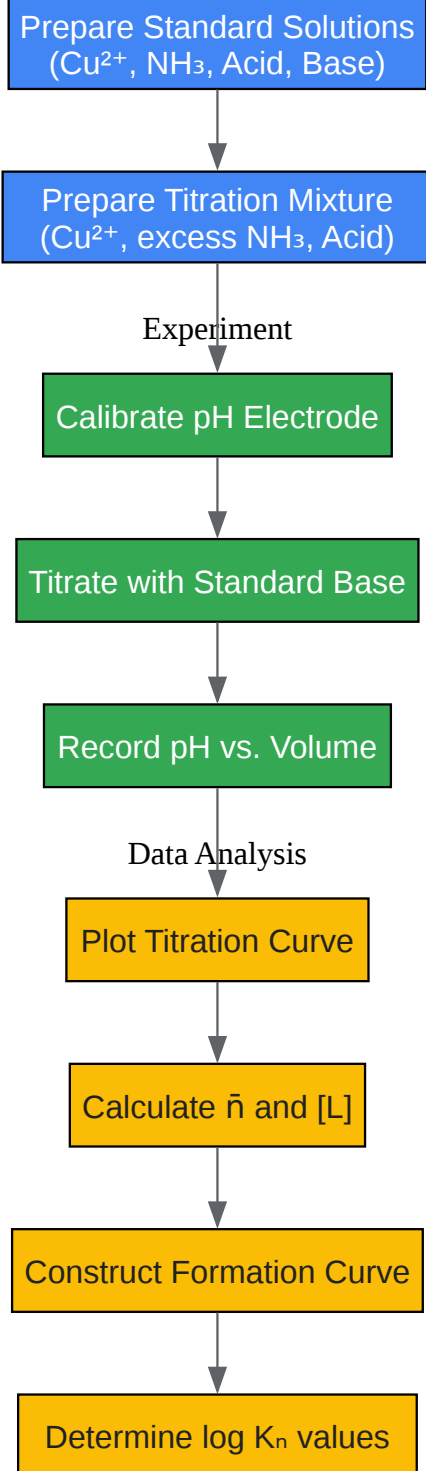 Prepare Standard Solutions
(Cu²⁺, NH₃, Acid, Base)
Prepare Titration Mixture
(Cu²⁺, excess NH₃, Acid)
Experiment
Calibrate pH Electrode
Titrate with Standard Base
Record pH vs. Volume
Data Analysis
Plot Titration Curve
Calculate n̄ and [L]
Construct Formation Curve
Determine log Kₙ values